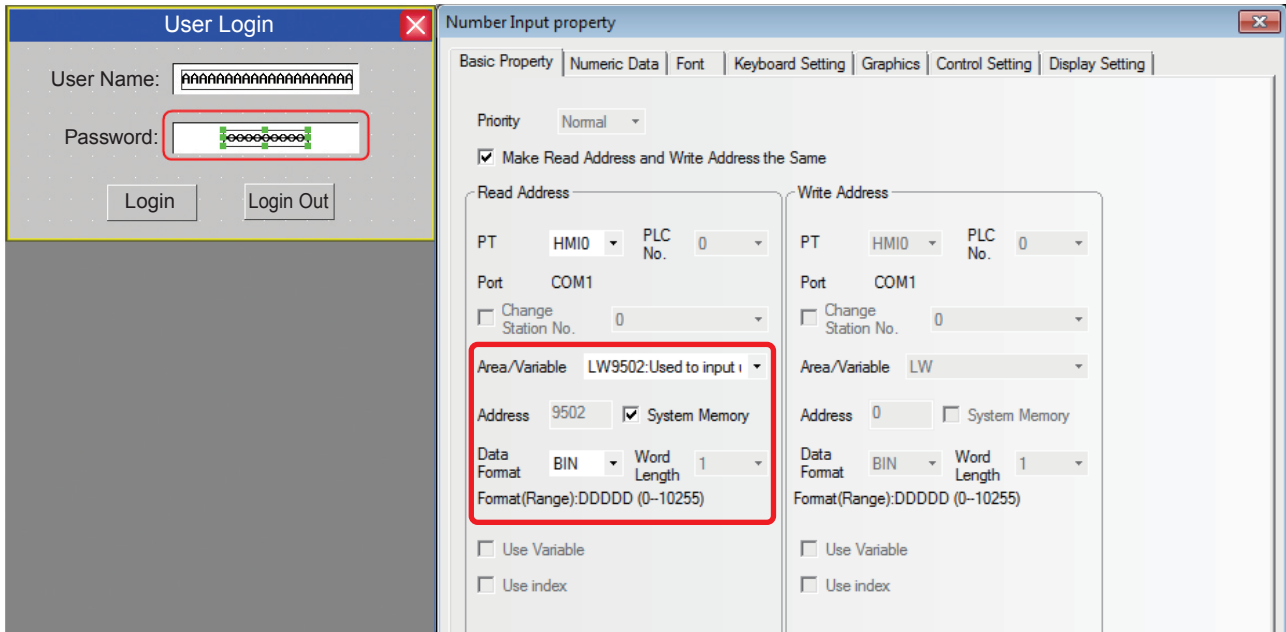 User Login
User Name: AAAAAAAAAAAAAAAAAAAA
Password:
Login
Login Out
Number Input property
Basic Property Numeric Data Font Keyboard Setting Graphics Control Setting Display Setting
Priority Normal
Make Read Address and Write Address the Same
Read Address
PT HMI0 PLC No. 0
Port COM1
Change Station No. 0
Area/Variable LW9502:Used to input
Address 9502 System Memory
Data Format BIN Word Length 1
Format(Range):DDDDD (0--10255)
Use Variable
Use index
Write Address
PT HMI0 PLC No. 0
Port COM1
Change Station No. 0
Area/Variable LW
Address 0 System Memory
Data Format BIN Word Length 1
Format(Range):DDDDD (0--10255)
Use Variable
Use index